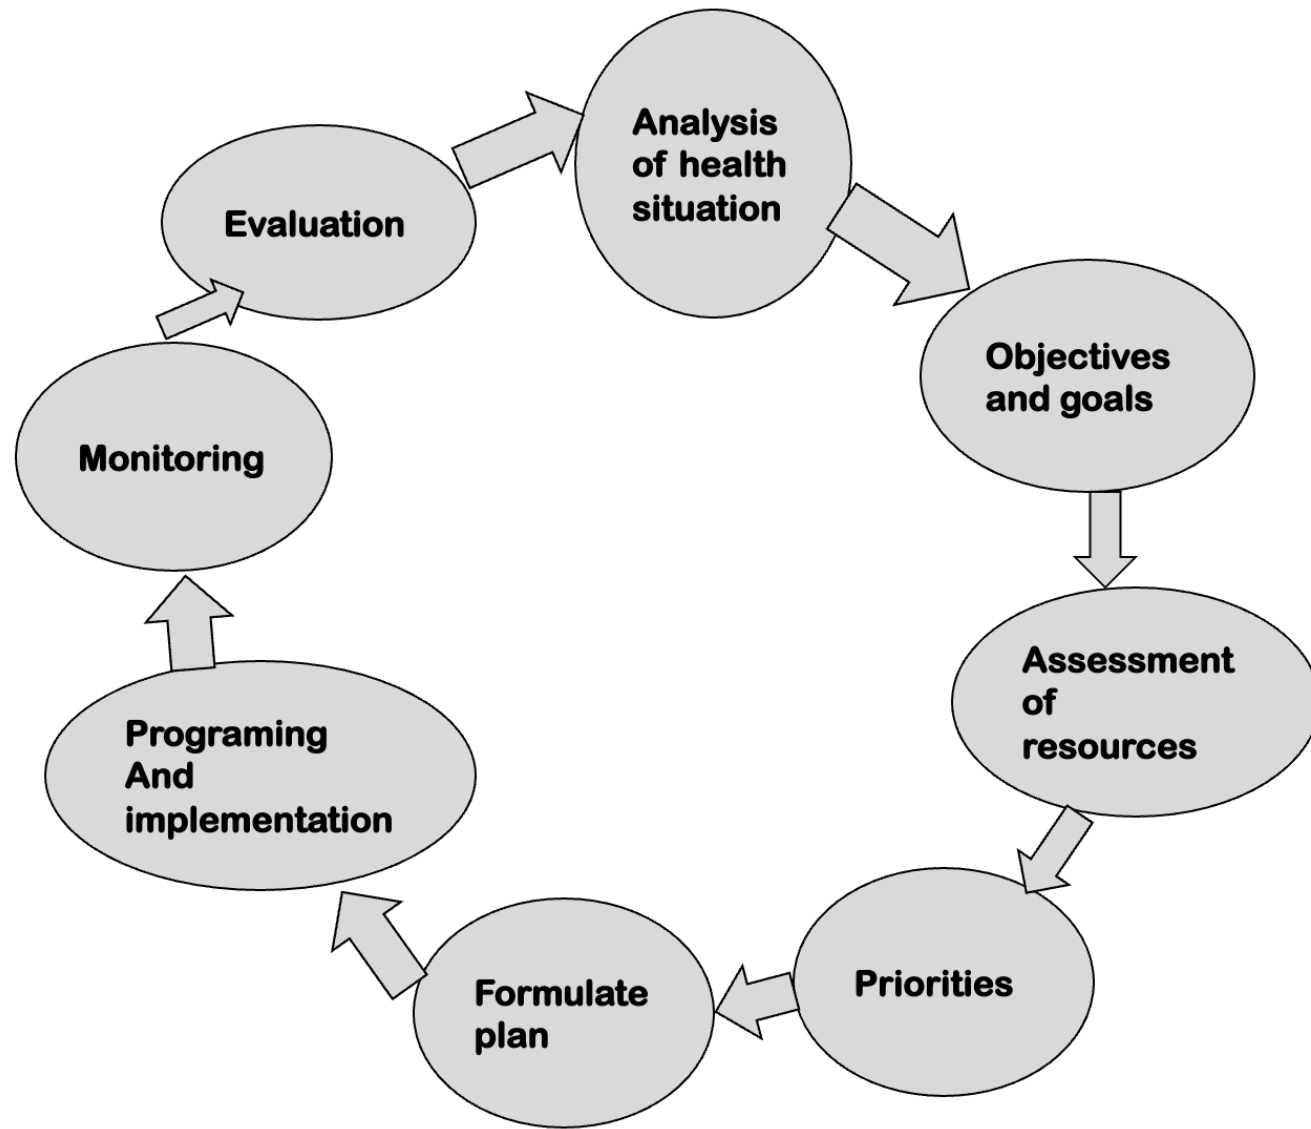 Analysis
of health
situation
Objectives
and goals
Assessment
of
resources
Priorities
Formulate
plan
Programing
And
implementation
Monitoring
Evaluation